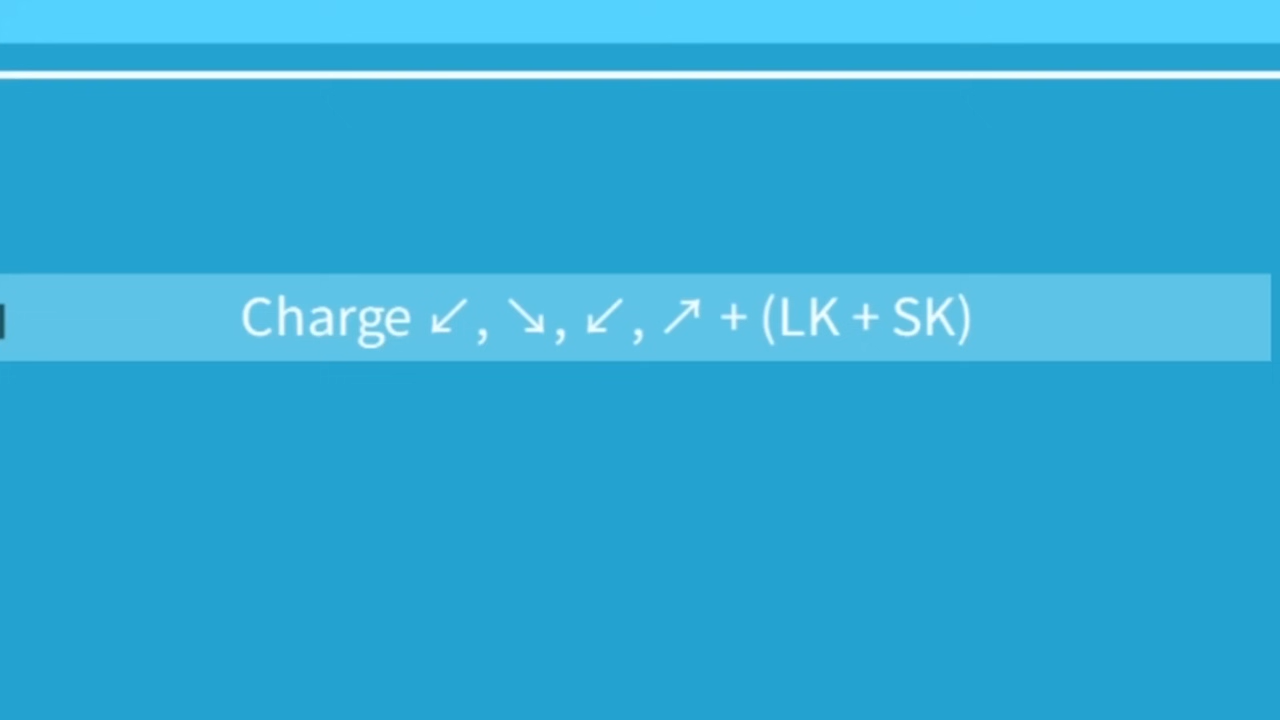 Charge ↙, ↘, ↙, ↗ + (LK + SK)